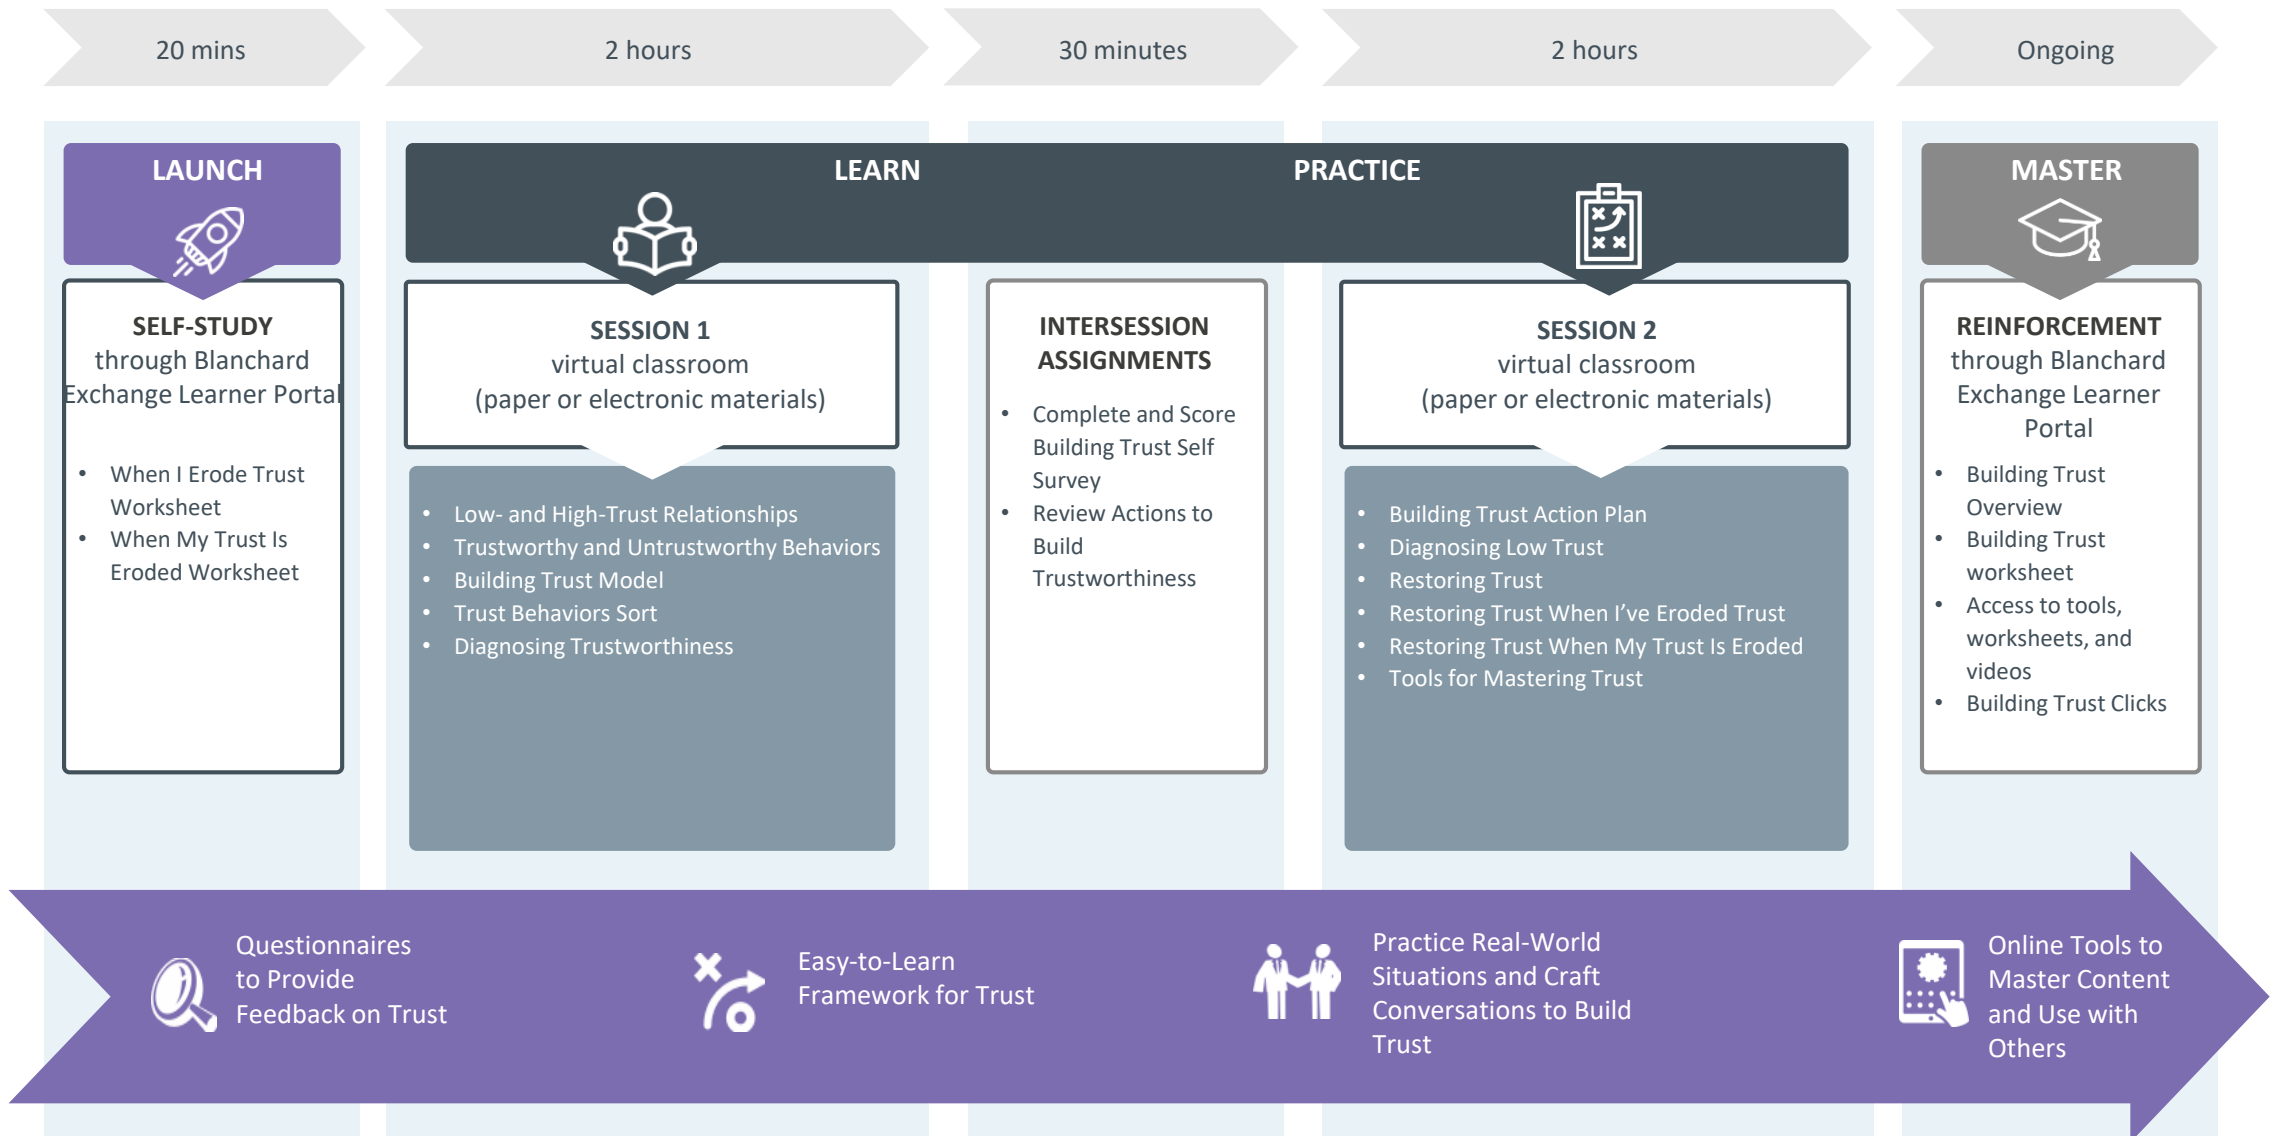 20 mins
2 hours
30 minutes
2 hours
Ongoing
LAUNCH
LEARN
PRACTICE
MASTER
SELF-STUDY
through Blanchard
Exchange Learner Portal
• When I Erode Trust
Worksheet
• When My Trust Is
Eroded Worksheet
SESSION 1
virtual classroom
(paper or electronic materials)
• Low- and High-Trust Relationships
• Trustworthy and Untrustworthy Behaviors
• Building Trust Model
• Trust Behaviors Sort
• Diagnosing Trustworthiness
INTERSESSION
ASSIGNMENTS
• Complete and Score
Building Trust Self
Survey
• Review Actions to
Build
Trustworthiness
SESSION 2
virtual classroom
(paper or electronic materials)
• Building Trust Action Plan
• Diagnosing Low Trust
• Restoring Trust
• Restoring Trust When I’ve Eroded Trust
• Restoring Trust When My Trust Is Eroded
• Tools for Mastering Trust
REINFORCEMENT
through Blanchard
Exchange Learner
Portal
• Building Trust
Overview
• Building Trust
worksheet
• Access to tools,
worksheets, and
videos
• Building Trust Clicks
Questionnaires
to Provide
Feedback on Trust
Easy-to-Learn
Framework for Trust
Practice Real-World
Situations and Craft
Conversations to Build
Trust
Online Tools to
Master Content
and Use with
Others